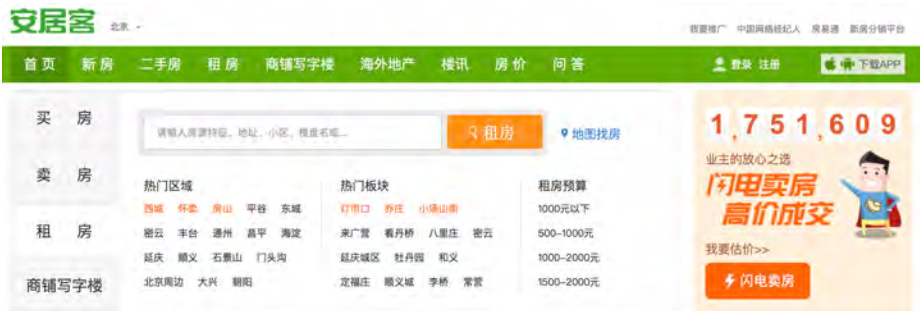 安居客 北京
我要推广 中国网络经纪人 房易通 新房分销平台
首页 新房 二手房 租房 商铺写字楼 海外地产 楼讯 房价 问答 登录 注册 下载APP
买 房
卖 房
租 房
商铺写字楼
请输入房源特征、地址、小区、楼盘名或...
租房
地图找房
热门区域
西城 怀柔 房山 平谷 东城
密云 丰台 通州 昌平 海淀
延庆 顺义 石景山 门头沟
北京周边 大兴 朝阳
热门板块
灯市口 乔庄 小汤山南
来广营 看丹桥 八里庄 密云
延庆城区 牡丹园 和义
定福庄 顺义城 李桥 常营
租房预算
1000元以下
500-1000元
1000-2000元
1500-2000元
1,751,609
业主的放心之选
闪电卖房
高价成交
我要估价>>
闪电卖房